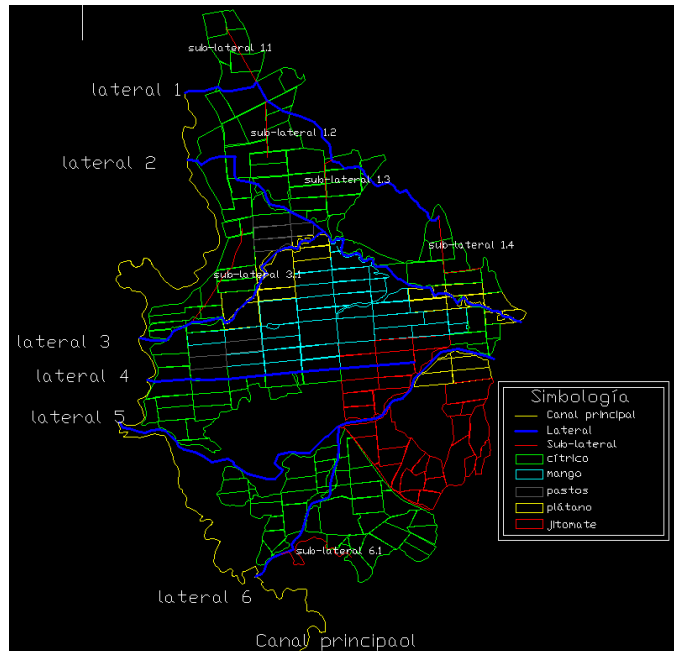 sub-lateral 1.1
lateral 1
sub-lateral 1.2
lateral 2
sub-lateral 1.3
sub-lateral 1.4
sub-lateral 3.1
lateral 3
lateral 4
lateral 5
Simbología
Canal principal
Lateral
Sub-lateral
cítrico
mango
pastos
plátano
jitomate
sub-lateral 6.1
lateral 6
Canal principaol